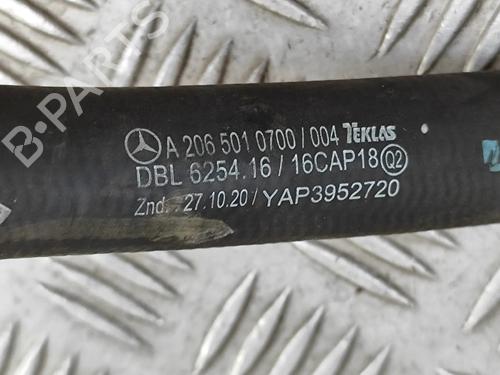 B-PARTS
A 206 501 0700 / 004 TEKLAS
DBL 6254.16 / 16CAP18 Q2
Znd.: 27.10.20 / YAP3952720